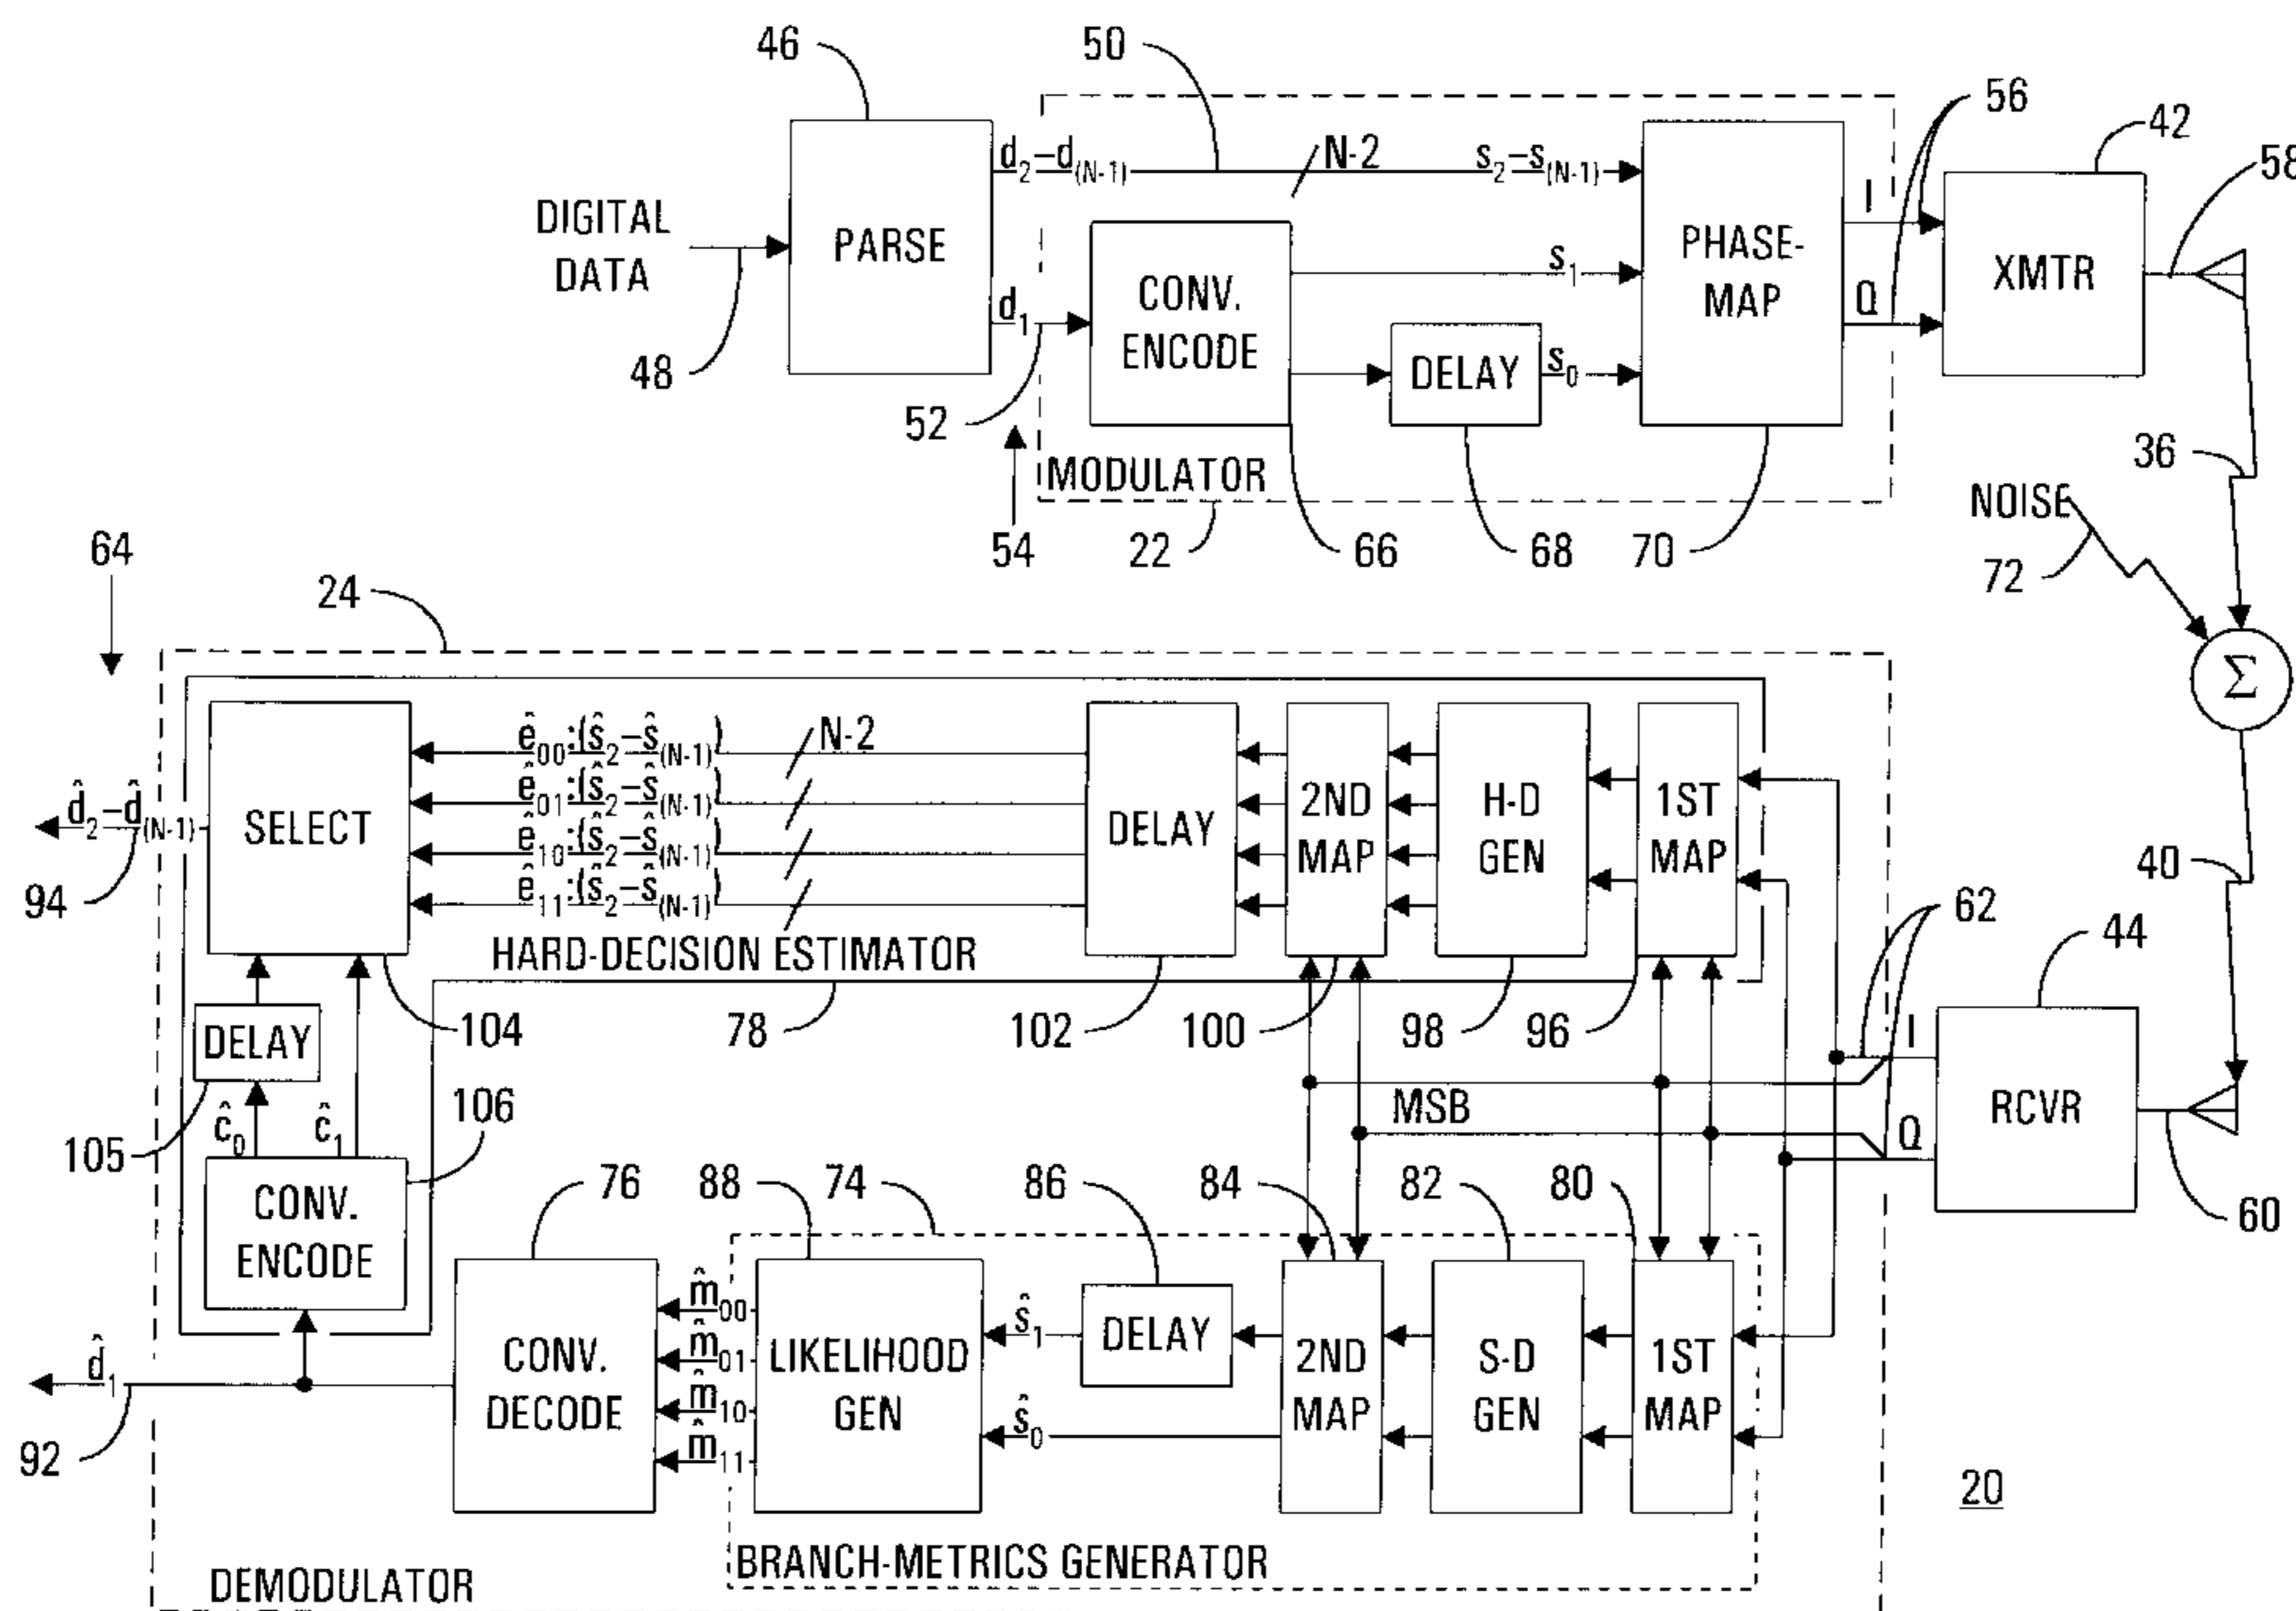 46
50
56
42
58
DIGITAL
DATA
48
PARSE
d₂–d₍N-1₎
N-2
s₂–s₍N-1₎
d₁
52
54
CONV.
ENCODE
s₁
DELAY
s₀
PHASE-
MAP
I
Q
XMTR
MODULATOR
22
66
68
70
36
NOISE
72
Σ
64
24
d̂₂–d̂₍N-1₎
94
SELECT
ê₀₀:(ŝ₂–ŝ₍N-1₎)
N-2
ê₀₁:(ŝ₂–ŝ₍N-1₎)
ê₁₀:(ŝ₂–ŝ₍N-1₎)
ê₁₁:(ŝ₂–ŝ₍N-1₎)
DELAY
2ND
MAP
H-D
GEN
1ST
MAP
HARD-DECISION ESTIMATOR
40
62
44
DELAY
104
78
102
100
98
96
I
Q
RCVR
MSB
105
ĉ₀
ĉ₁
106
76
88
74
86
84
82
80
60
CONV.
ENCODE
d̂₁
92
CONV.
DECODE
m̂₀₀
m̂₀₁
m̂₁₀
m̂₁₁
LIKELIHOOD
GEN
ŝ₁
ŝ₀
DELAY
2ND
MAP
S-D
GEN
1ST
MAP
20
BRANCH-METRICS GENERATOR
DEMODULATOR